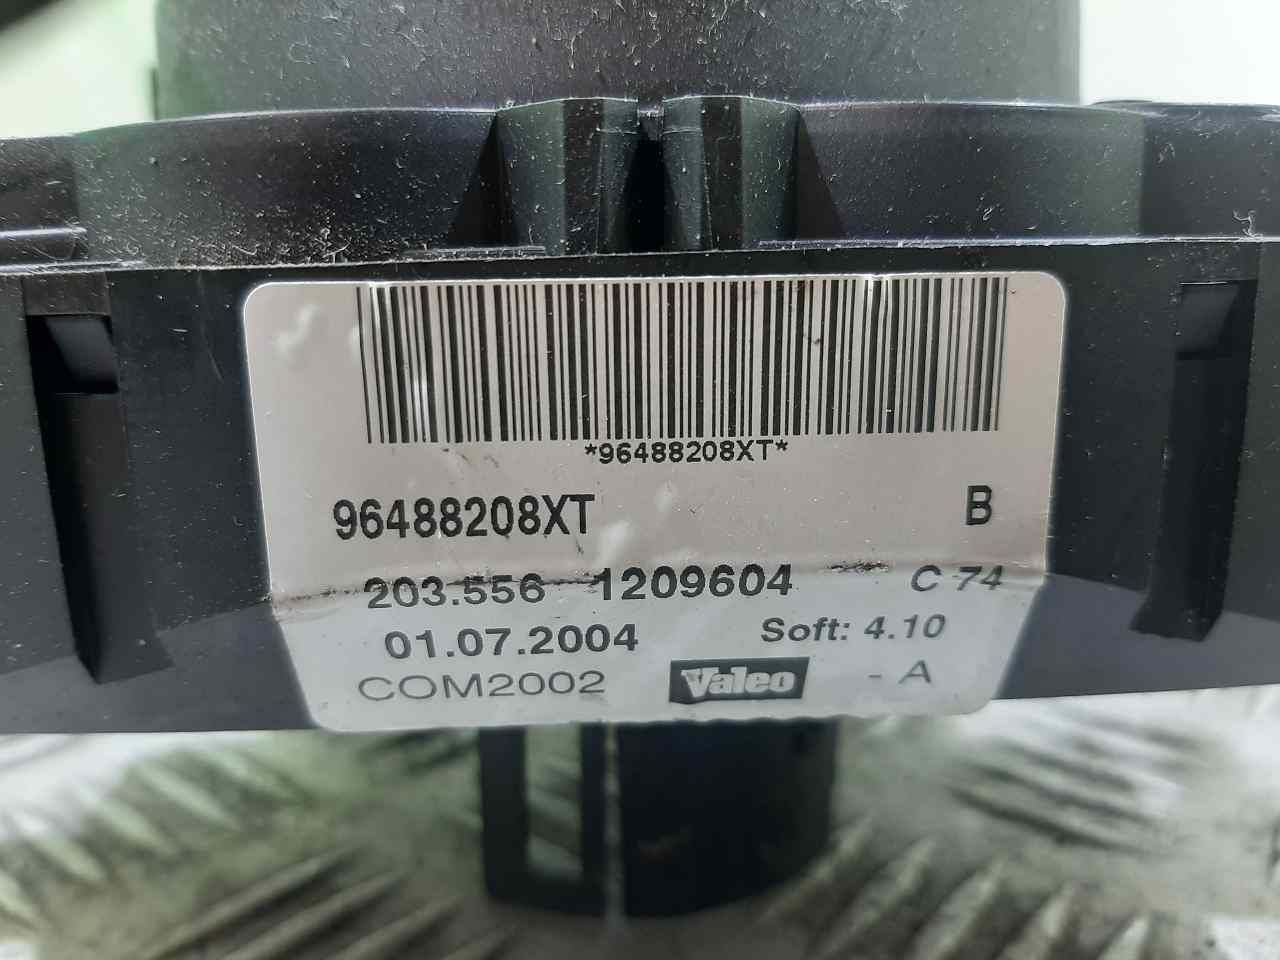 *96488208XT*
96488208XT B
203.556 1209604 C 74
01.07.2004 Soft: 4.10
COM2002 Valeo - A